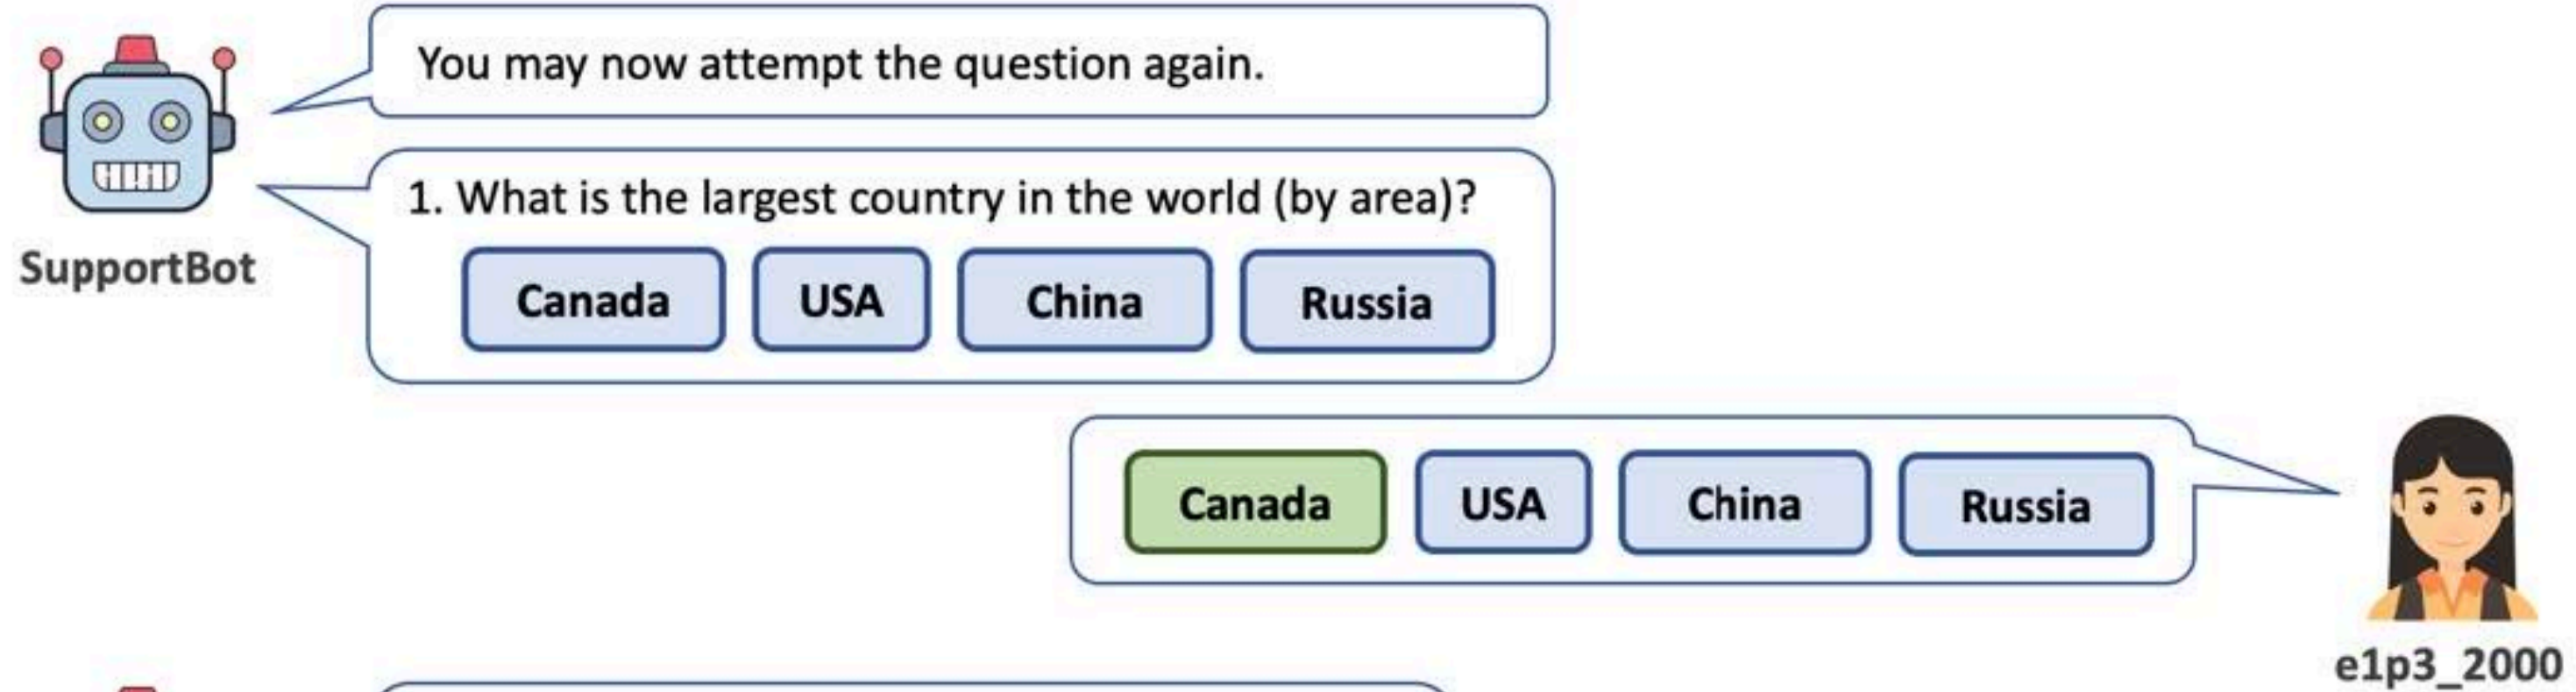 You may now attempt the question again.
1. What is the largest country in the world (by area)?
Canada USA China Russia
SupportBot
Canada USA China Russia
e1p3_2000